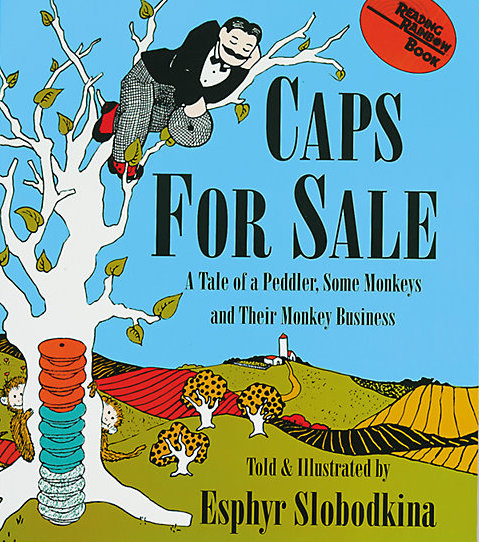 READING
RAINBOW
BOOK
CAPS
FOR SALE
A Tale of a Peddler, Some Monkeys
and Their Monkey Business
Told & Illustrated by
Esphyr Slobodkina